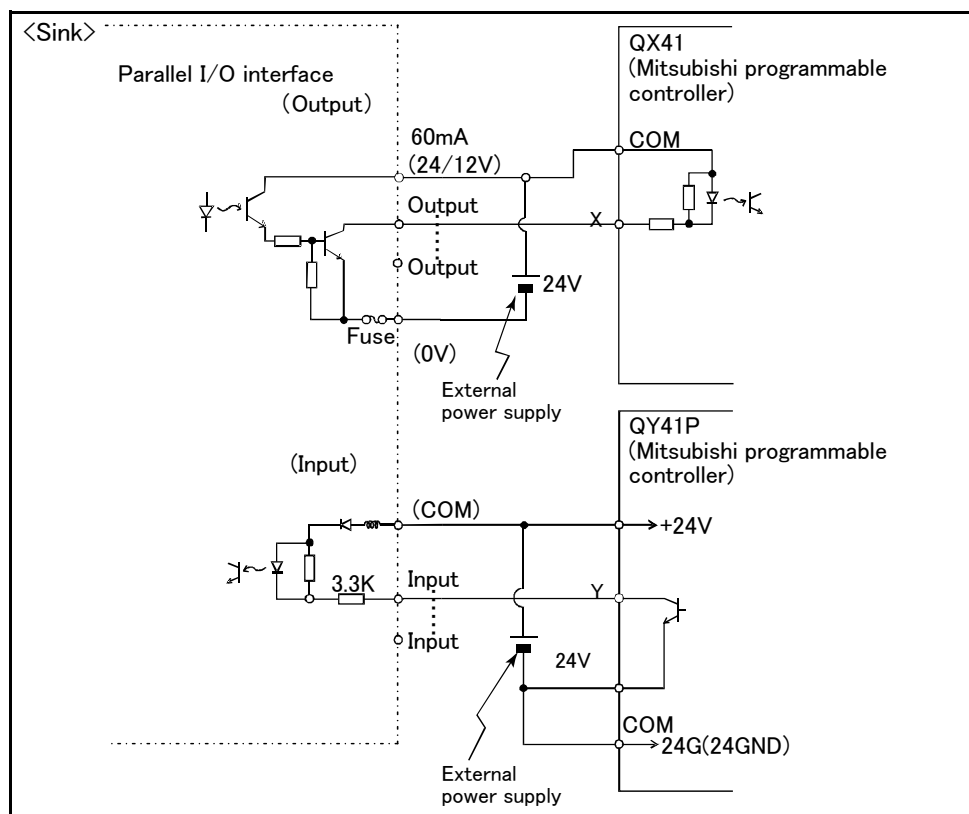 <Sink>
Parallel I/O interface
(Output)
QX41
(Mitsubishi programmable
controller)
60mA
(24/12V)
COM
Output
X
Output
24V
Fuse
(0V)
External
power supply
QY41P
(Mitsubishi programmable
controller)
(Input)
(COM)
+24V
3.3K
Input
Y
Input
24V
COM
24G(24GND)
External
power supply